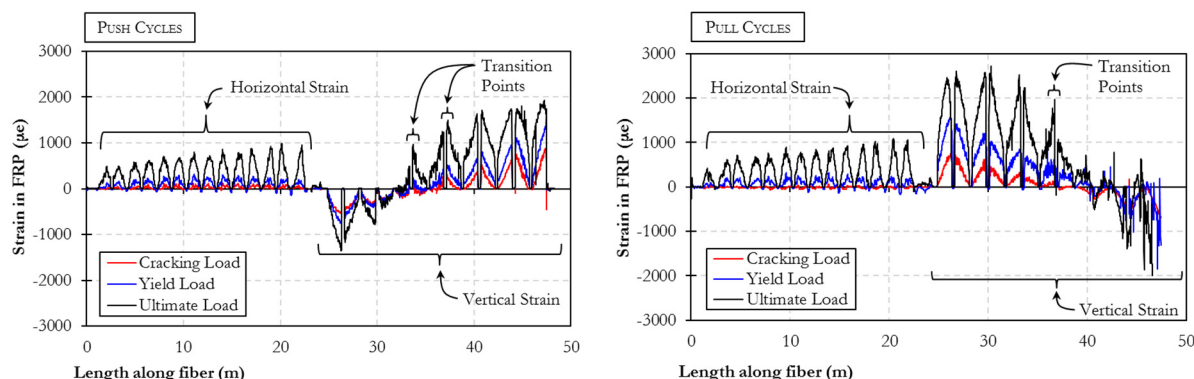 PUSH CYCLES
Strain in FRP (µe)
3000
2000
1000
0
-1000
-2000
-3000
Horizontal Strain
Transition
Points
Cracking Load
Yield Load
Ultimate Load
Vertical Strain
0 10 20 30 40 50
Length along fiber (m)
PULL CYCLES
Strain in FRP (µe)
3000
2000
1000
0
-1000
-2000
-3000
Horizontal Strain
Transition
Points
Cracking Load
Yield Load
Ultimate Load
Vertical Strain
0 10 20 30 40 50
Length along fiber (m)